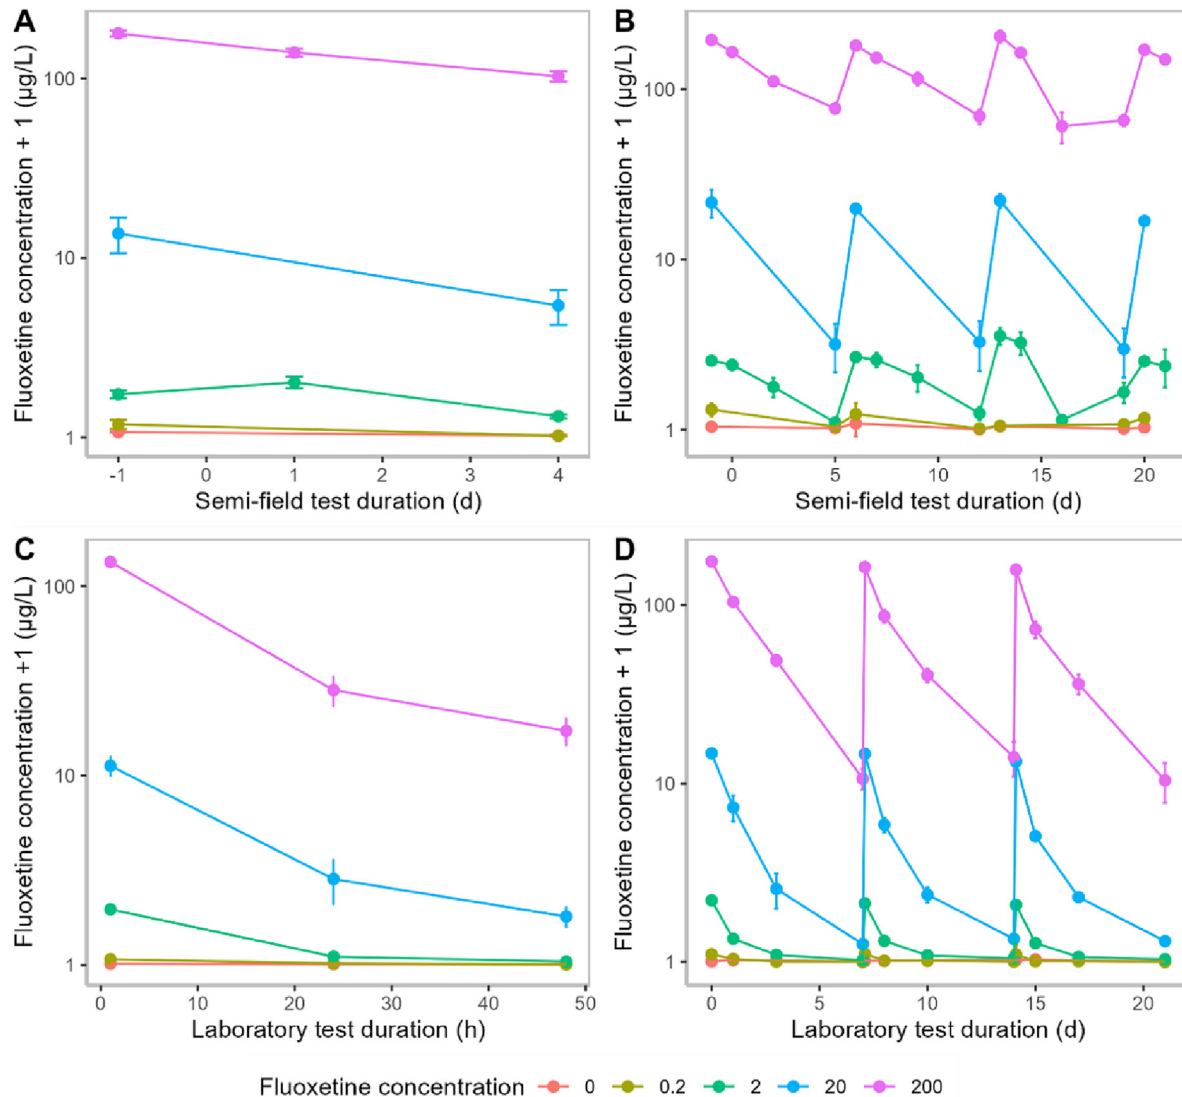 A
Fluoxetine concentration + 1 (µg/L)
100
10
1
-1 0 1 2 3 4
Semi-field test duration (d)
B
Fluoxetine concentration + 1 (µg/L)
100
10
1
0 5 10 15 20
Semi-field test duration (d)
C
Fluoxetine concentration +1 (µg/L)
100
10
1
0 10 20 30 40 50
Laboratory test duration (h)
D
Fluoxetine concentration + 1 (µg/L)
100
10
1
0 5 10 15 20
Laboratory test duration (d)
Fluoxetine concentration 0 0.2 2 20 200